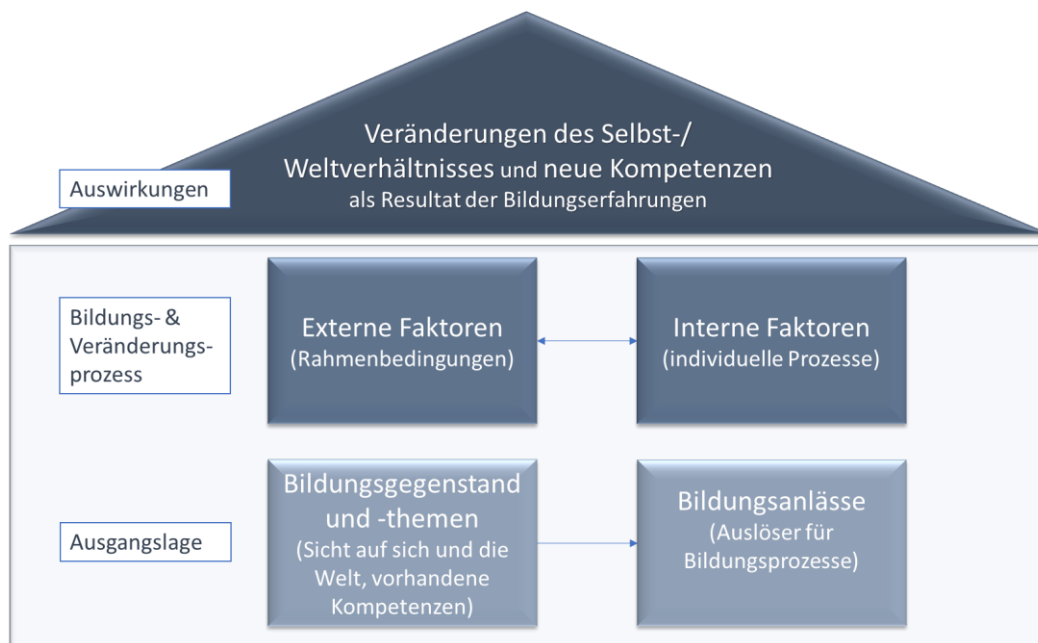 Veränderungen des Selbst-/
Weltverhältnisses und neue Kompetenzen
als Resultat der Bildungserfahrungen
Auswirkungen
Bildungs- &
Veränderungs-
prozess
Externe Faktoren
(Rahmenbedingungen)
Interne Faktoren
(individuelle Prozesse)
Ausgangslage
Bildungsgegenstand
und -themen
(Sicht auf sich und die
Welt, vorhandene
Kompetenzen)
Bildungsanlässe
(Auslöser für
Bildungsprozesse)